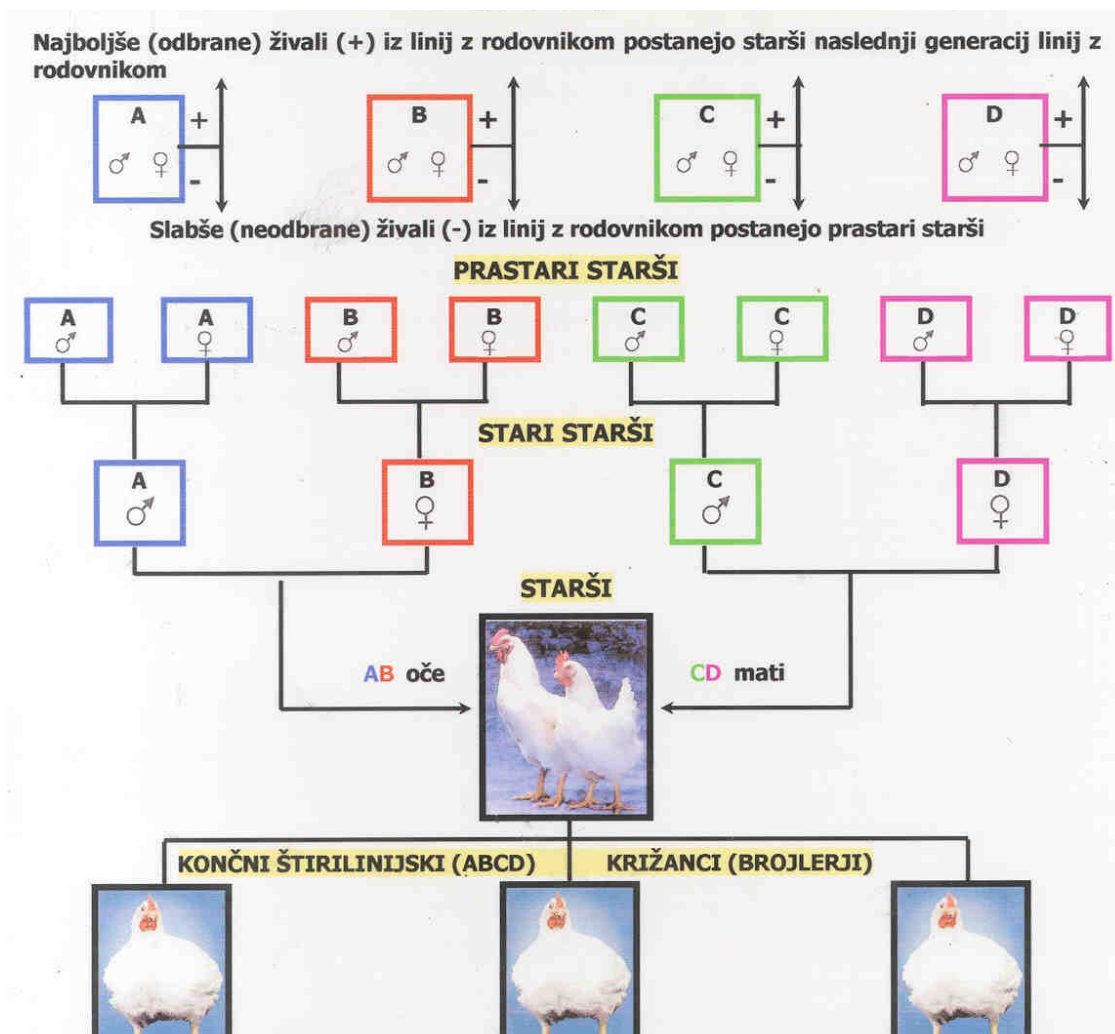 Najboljše (odbrane) živali (+) iz linij z rodovnikom postanejo starši naslednji generacij linij z
rodovnikom
A B C D
+ + + +
♂ ♀ ♂ ♀ ♂ ♀ ♂ ♀
- - - -
Slabše (neodbrane) živali (-) iz linij z rodovnikom postanejo prastari starši
PRASTARI STARŠI
A A B B C C D D
♂ ♀ ♂ ♀ ♂ ♀ ♂ ♀
STARI STARŠI
A B C D
♂ ♀ ♂ ♀
STARŠI
AB oče CD mati
KONČNI ŠTIRILINIJSKI (ABCD) KRIŽANCI (BROJLERJI)